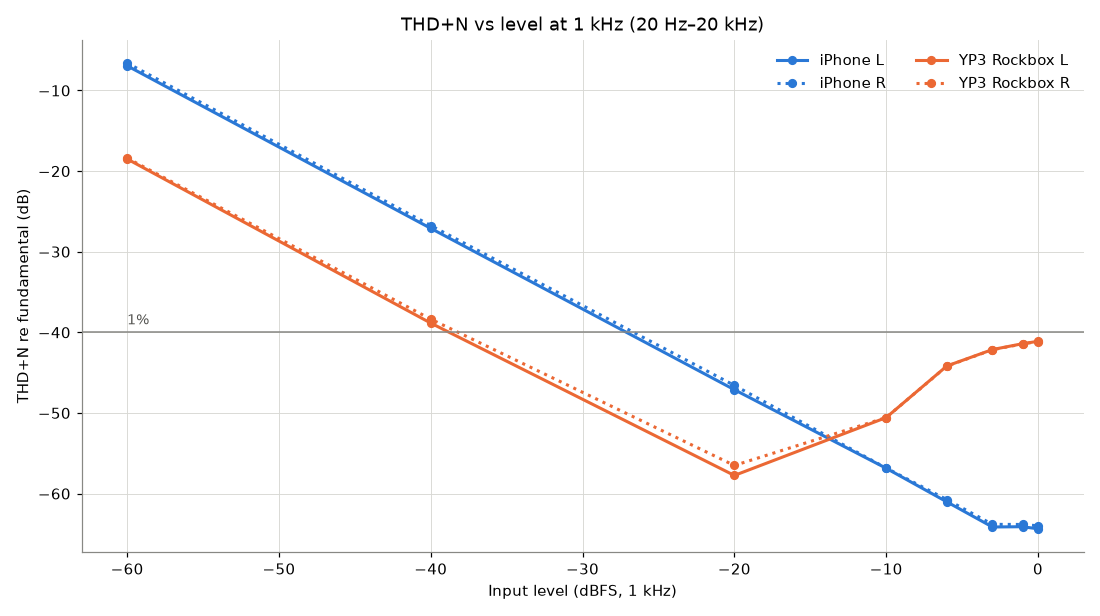 THD+N vs level at 1 kHz (20 Hz–20 kHz)
iPhone L
iPhone R
YP3 Rockbox L
YP3 Rockbox R
THD+N re fundamental (dB)
−10
−20
−30
−40
−50
−60
1%
−60
−50
−40
−30
−20
−10
0
Input level (dBFS, 1 kHz)